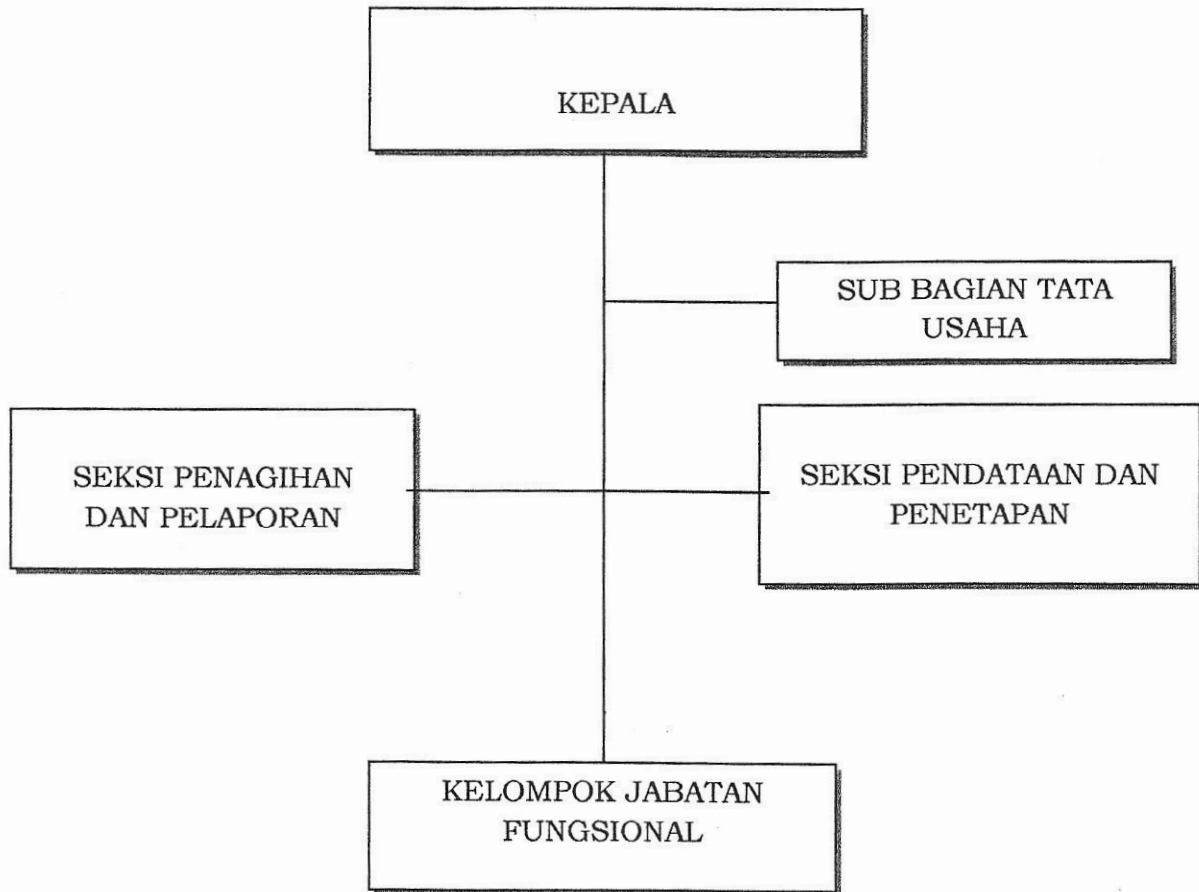 KEPALA
SUB BAGIAN TATA
USAHA
SEKSI PENAGIHAN
DAN PELAPORAN
SEKSI PENDATAAN DAN
PENETAPAN
KELOMPOK JABATAN
FUNGSIONAL